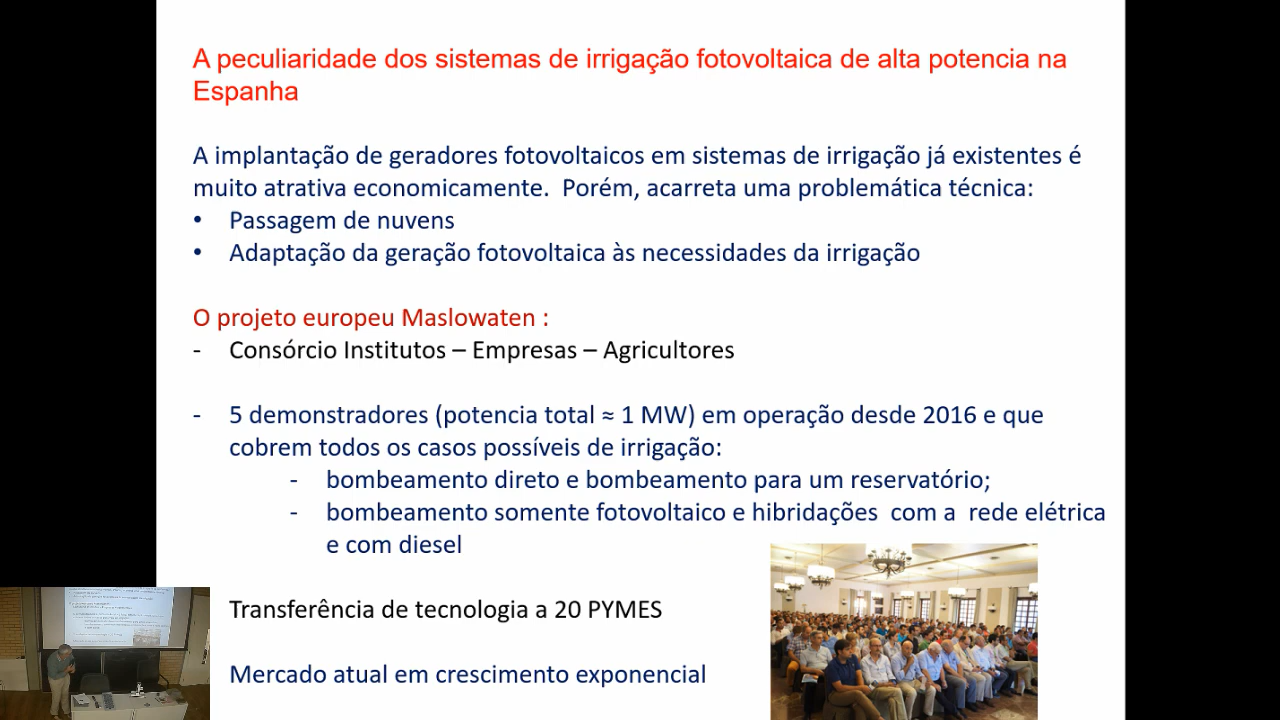 A peculiaridade dos sistemas de irrigação fotovoltaica de alta potencia na
Espanha
A implantação de geradores fotovoltaicos em sistemas de irrigação já existentes é
muito atrativa economicamente. Porém, acarreta uma problemática técnica:
• Passagem de nuvens
• Adaptação da geração fotovoltaica às necessidades da irrigação
O projeto europeu Maslowaten :
- Consórcio Institutos – Empresas – Agricultores
- 5 demonstradores (potencia total ≈ 1 MW) em operação desde 2016 e que
cobrem todos os casos possíveis de irrigação:
- bombeamento direto e bombeamento para um reservatório;
- bombeamento somente fotovoltaico e hibridações com a rede elétrica
e com diesel
Transferência de tecnologia a 20 PYMES
Mercado atual em crescimento exponencial